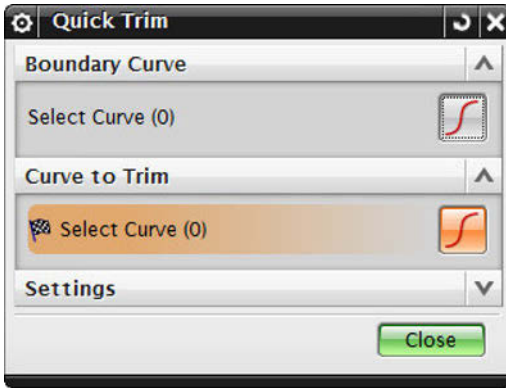 Quick Trim
Boundary Curve
Select Curve (0)
Curve to Trim
Select Curve (0)
Settings
Close